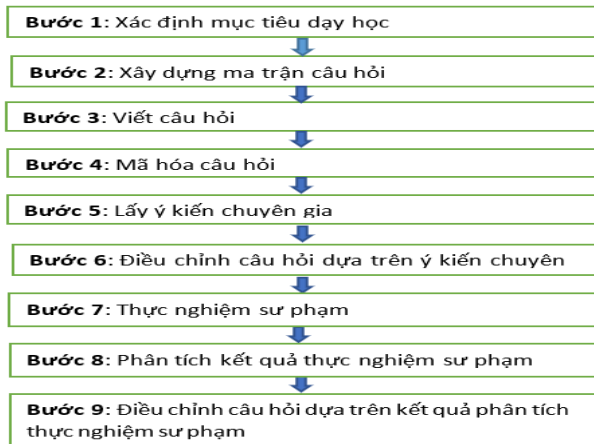 Bước 1: Xác định mục tiêu dạy học
Bước 2: Xây dựng ma trận câu hỏi
Bước 3: Viết câu hỏi
Bước 4: Mã hóa câu hỏi
Bước 5: Lấy ý kiến chuyên gia
Bước 6: Điều chỉnh câu hỏi dựa trên ý kiến chuyên
Bước 7: Thực nghiệm sư phạm
Bước 8: Phân tích kết quả thực nghiệm sư phạm
Bước 9: Điều chỉnh câu hỏi dựa trên kết quả phân tích
thực nghiệm sư phạm